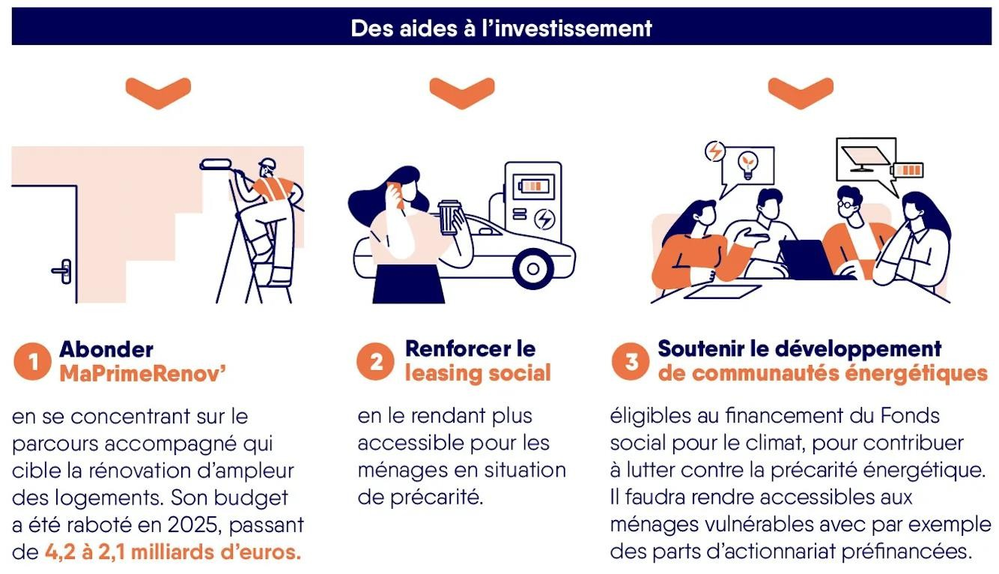 Des aides à l'investissement
1 Abonder
MaPrimeRenov'
en se concentrant sur le
parcours accompagné qui
cible la rénovation d'ampleur
des logements. Son budget
a été raboté en 2025, passant
de 4,2 à 2,1 milliards d'euros.
2 Renforcer le
leasing social
en le rendant plus
accessible pour les
ménages en situation
de précarité.
3 Soutenir le développement
de communautés énergétiques
éligibles au financement du Fonds
social pour le climat, pour contribuer
à lutter contre la précarité énergétique.
Il faudra rendre accessibles aux
ménages vulnérables avec par exemple
des parts d'actionnariat préfinancées.